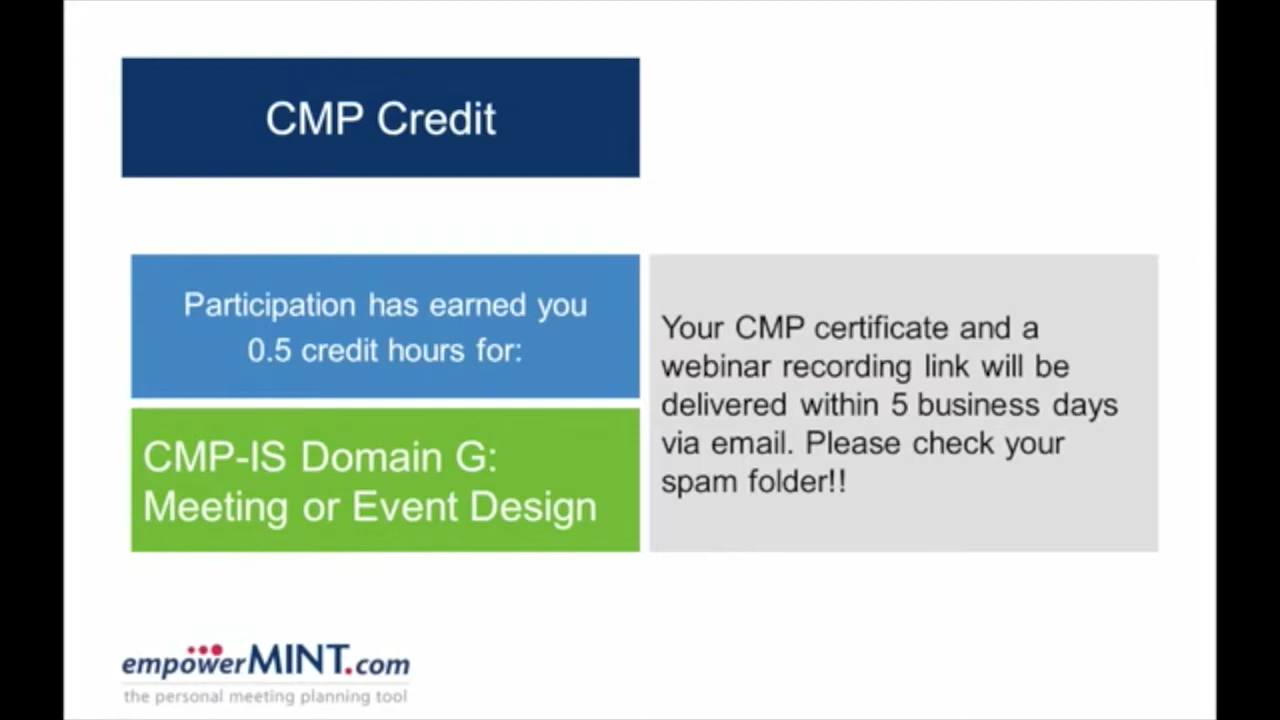 CMP Credit
Participation has earned you
0.5 credit hours for:
CMP-IS Domain G:
Meeting or Event Design
Your CMP certificate and a
webinar recording link will be
delivered within 5 business days
via email. Please check your
spam folder!!
empowerMINT.com
the personal meeting planning tool